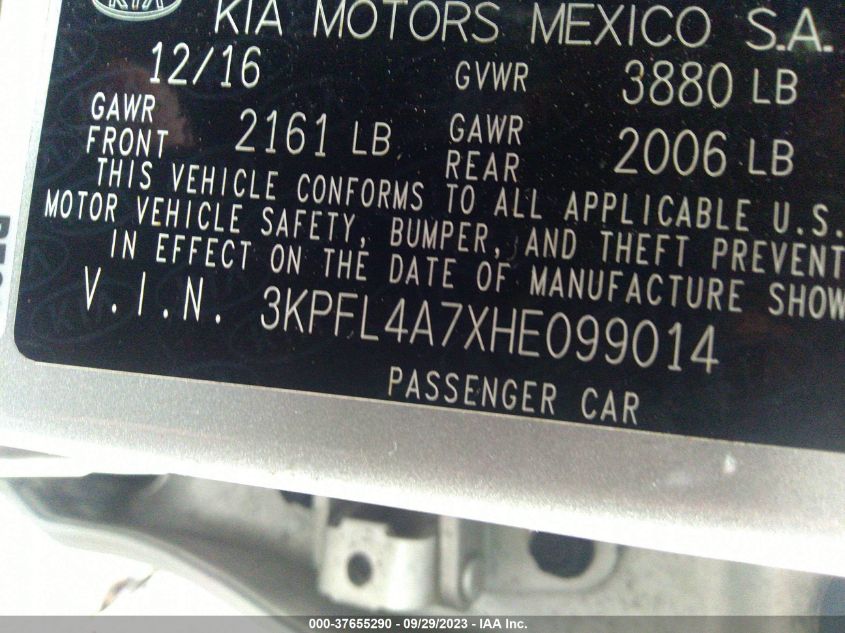 KIA
KIA MOTORS MEXICO S.A.
12/16 GVWR 3880 LB
GAWR FRONT 2161 LB GAWR REAR 2006 LB
THIS VEHICLE CONFORMS TO ALL APPLICABLE U.S.
MOTOR VEHICLE SAFETY, BUMPER, AND THEFT PREVENT
IN EFFECT ON THE DATE OF MANUFACTURE SHOW
V.I.N. 3KPFL4A7XHE099014
PASSENGER CAR
000-37655290 - 09/29/2023 - IAA Inc.